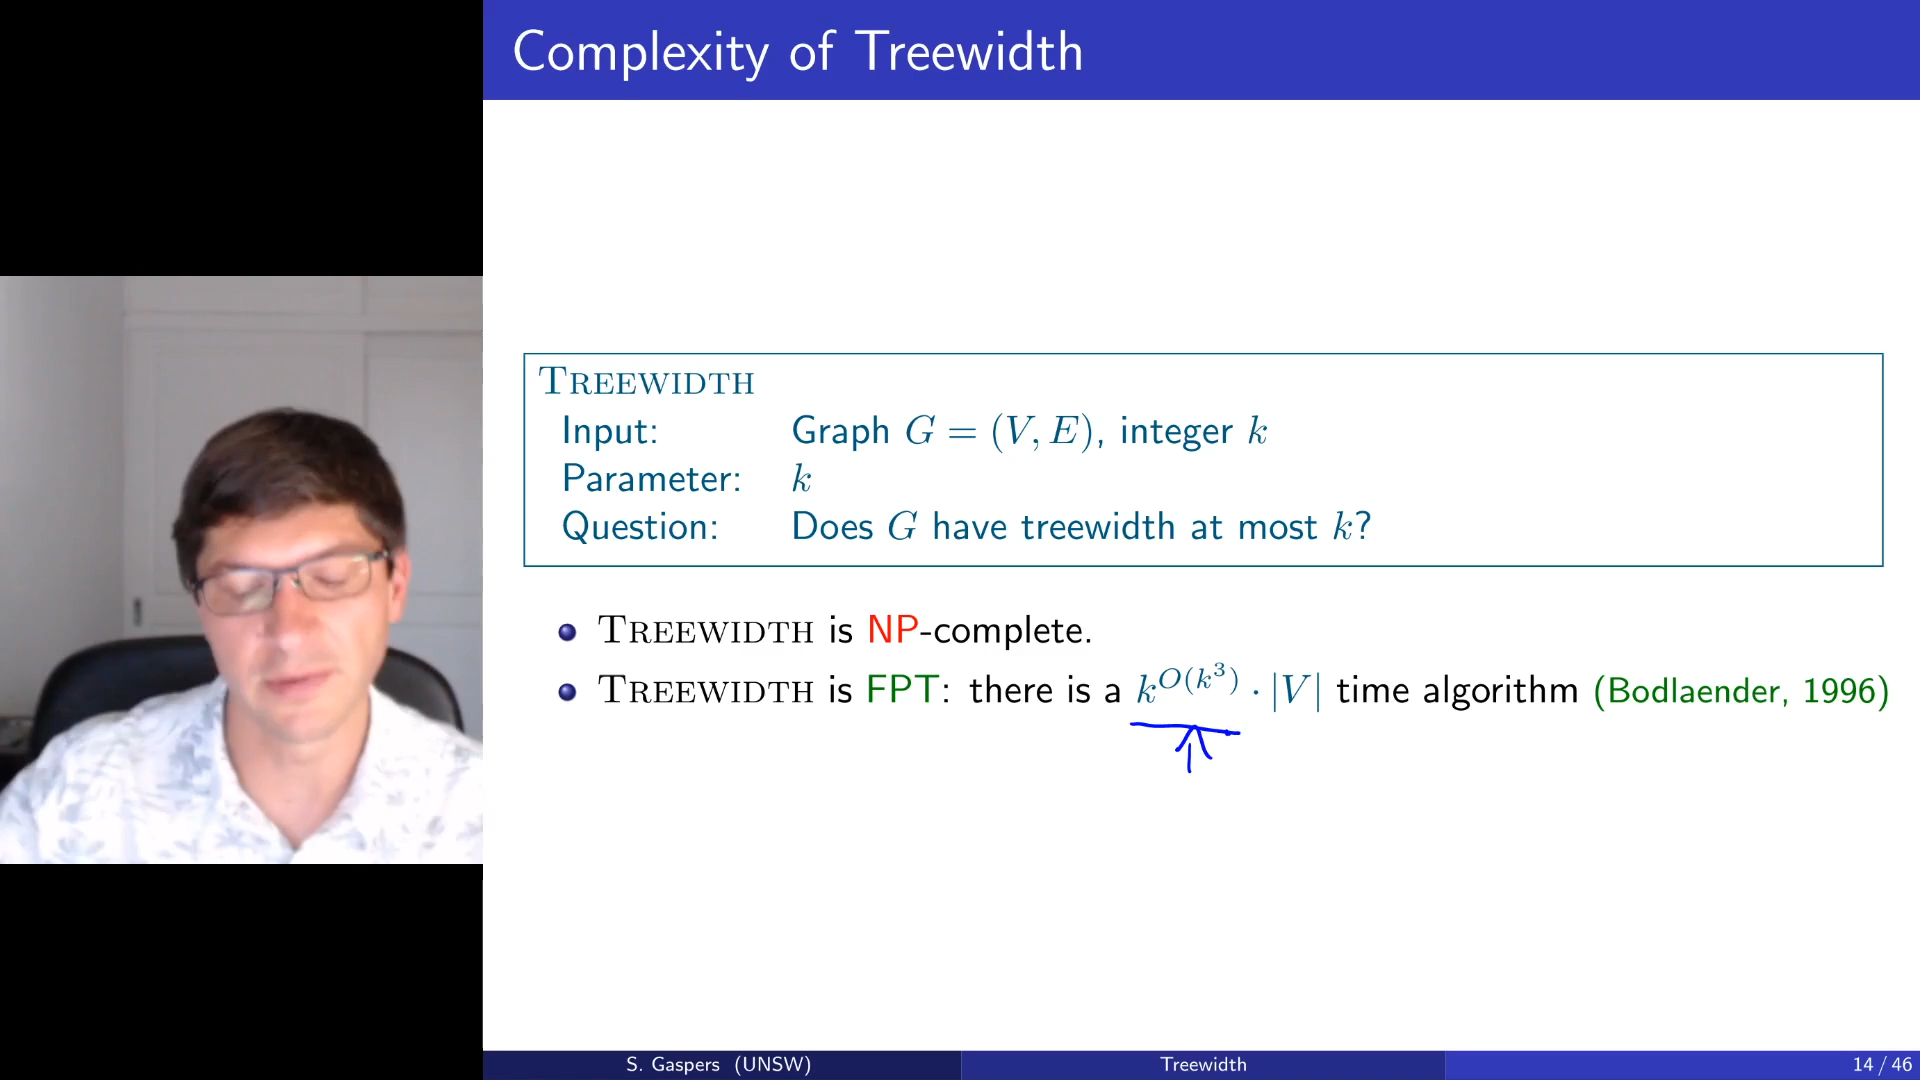 Complexity of Treewidth
TREEWIDTH
Input: Graph G = (V, E), integer k
Parameter: k
Question: Does G have treewidth at most k?
TREEWIDTH is NP-complete.
TREEWIDTH is FPT: there is a k^{O(k^3)} · |V| time algorithm (Bodlaender, 1996)
S. Gaspers (UNSW) Treewidth 14 / 46